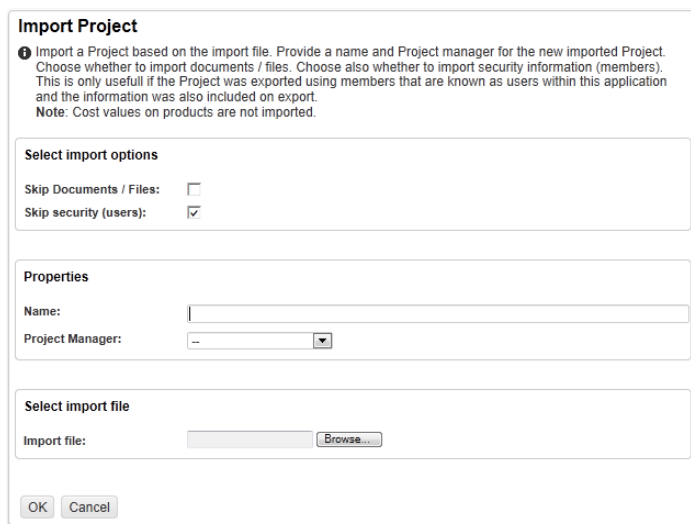 Import Project
Import a Project based on the import file. Provide a name and Project manager for the new imported Project.
Choose whether to import documents / files. Choose also whether to import security information (members).
This is only usefull if the Project was exported using members that are known as users within this application
and the information was also included on export.
Note: Cost values on products are not imported.
Select import options
Skip Documents / Files:
Skip security (users):
Properties
Name:
Project Manager: --
Select import file
Import file: Browse...
OK Cancel